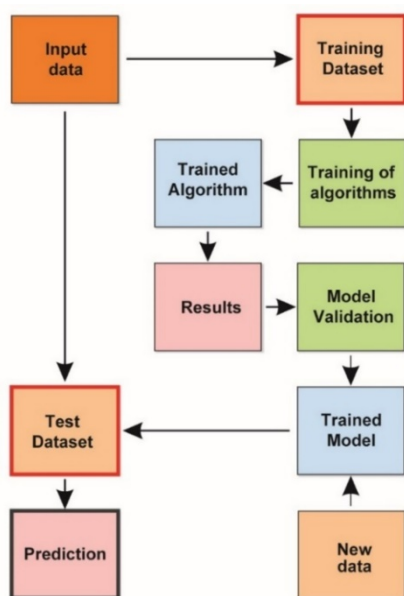 Input
data
Training
Dataset
Trained
Algorithm
Training of
algorithms
Results
Model
Validation
Test
Dataset
Trained
Model
Prediction
New
data